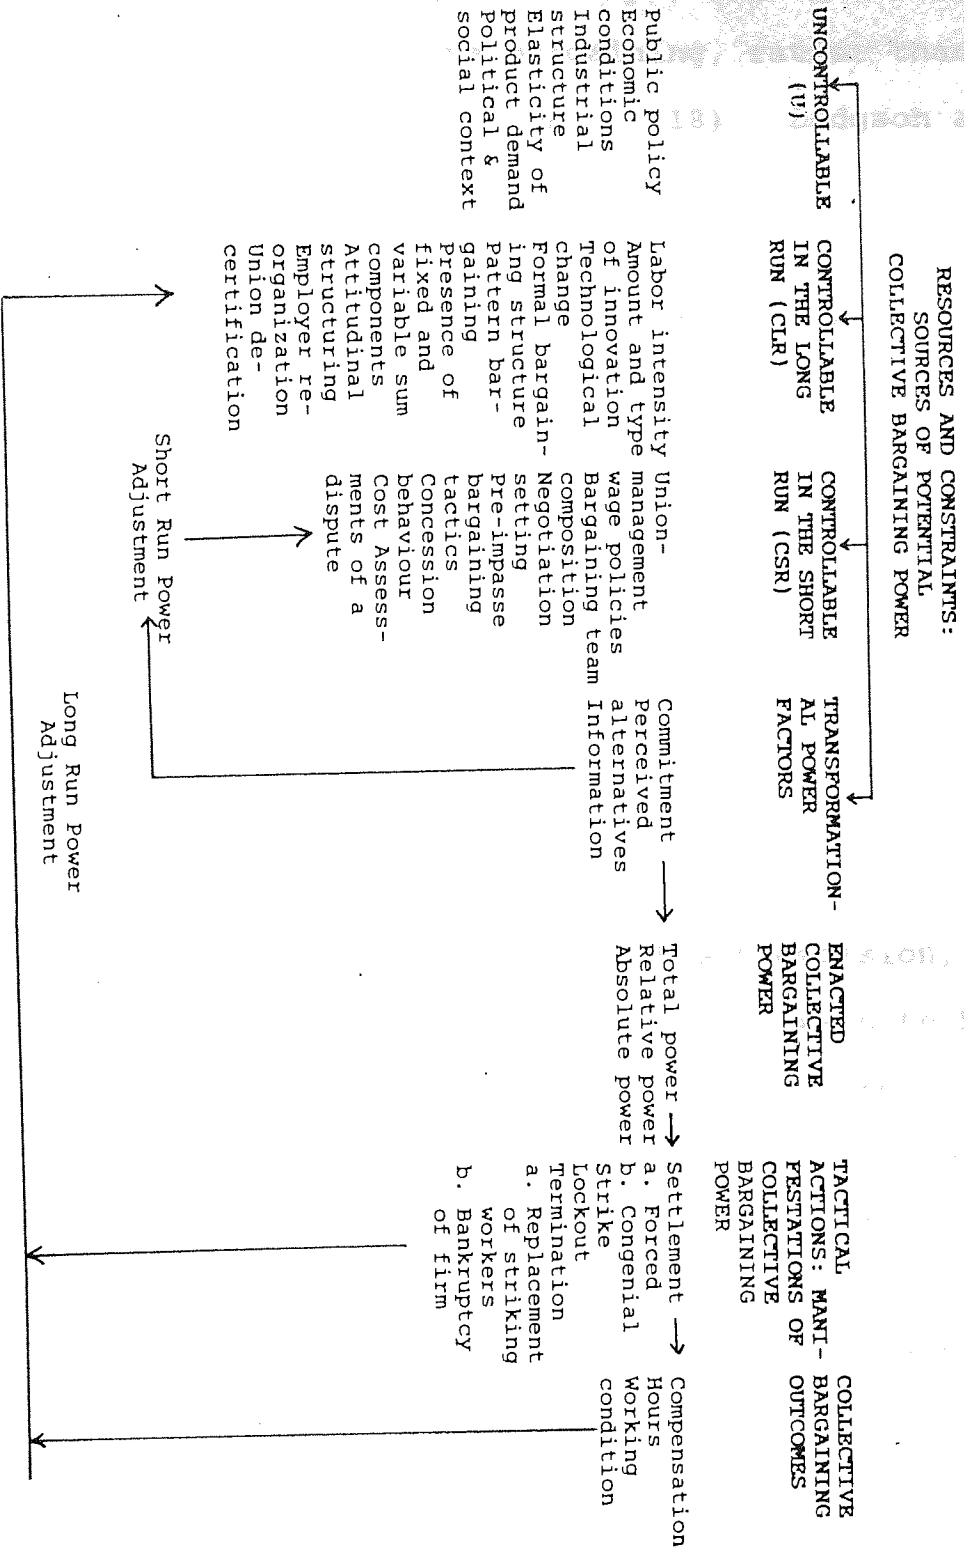 RESOURCES AND CONSTRAINTS:
SOURCES OF POTENTIAL
COLLECTIVE BARGAINING POWER
UNCONTROLLABLE
(U)
Public policy
Economic
conditions
Industrial
structure
Elasticity of
product demand
Political &
social context
CONTROLLABLE
IN THE LONG
RUN (CLR)
Labor intensity
Amount and type
of innovation
Technological
change
Formal bargain-
ing structure
Pattern bar-
gaining
Presence of
fixed and
variable sum
components
Attitudinal
structuring
Employer re-
organization
Union de-
certification
CONTROLLABLE
IN THE SHORT
RUN (CSR)
Union-
management
wage policies
Bargaining team
composition
Negotiation
setting
Pre-impasse
bargaining
tactics
Concession
behaviour
Cost Assess-
ments of a
dispute
TRANSFORMATION-
AL POWER
FACTORS
Commitment
Perceived
alternatives
Information
ENACTED
COLLECTIVE
BARGAINING
POWER
Total power
Relative power
Absolute power
TACTICAL
ACTIONS: MANI-
FESTATIONS OF
COLLECTIVE
BARGAINING
POWER
Settlement
a. Forced
b. Congenial
Strike
Lockout
Termination
a. Replacement
of striking
workers
b. Bankruptcy
of firm
COLLECTIVE
BARGAINING
OUTCOMES
Compensation
Hours
Working
condition
Short Run Power
Adjustment
Long Run Power
Adjustment